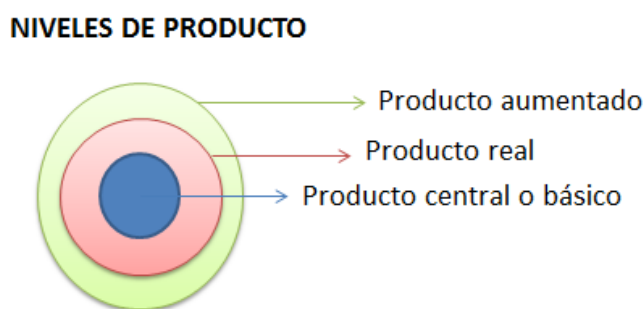 NIVELES DE PRODUCTO
Producto aumentado
Producto real
Producto central o básico